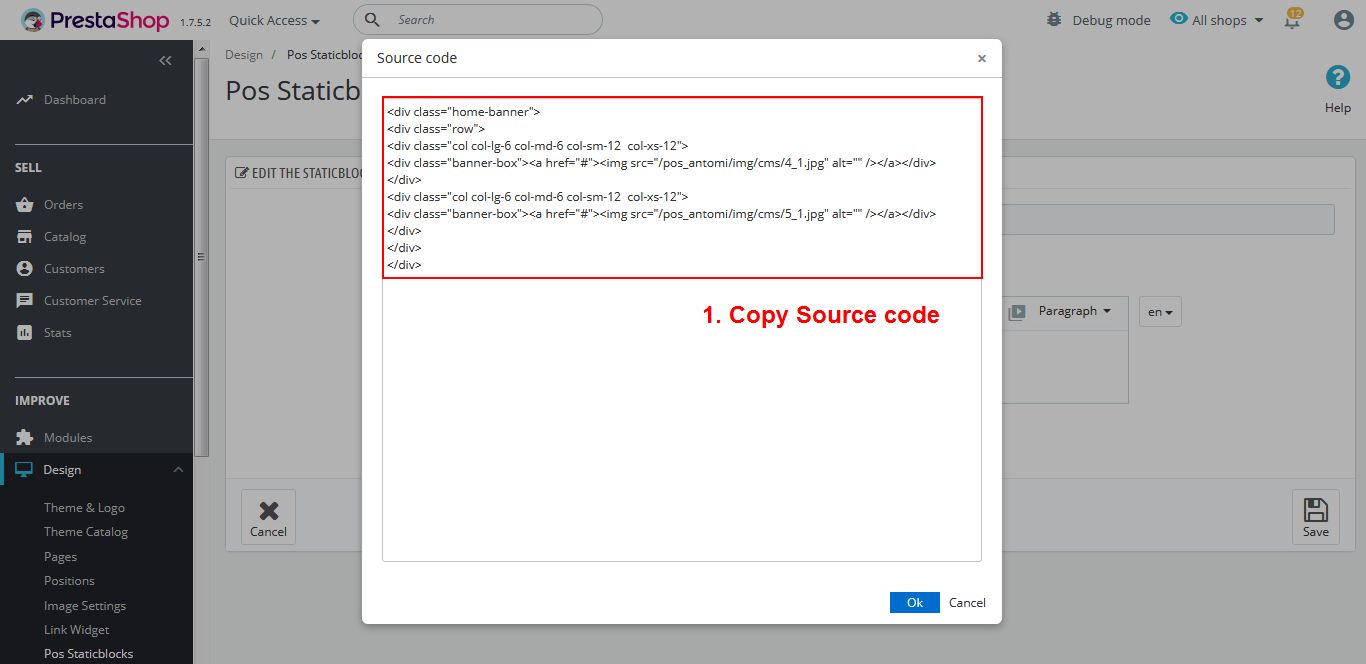 PrestaShop 1.7.5.2 Quick Access Search Debug mode All shops 12
Design / Pos Staticbloc
Pos Staticb
Help
Dashboard
SELL
Orders
Catalog
Customers
Customer Service
Stats
IMPROVE
Modules
Design
Theme & Logo
Theme Catalog
Pages
Positions
Image Settings
Link Widget
Pos Staticblocks
EDIT THE STATICBLO
Source code ×
<div class="home-banner">
<div class="row">
<div class="col col-lg-6 col-md-6 col-sm-12  col-xs-12">
<div class="banner-box"><a href="#"><img src="/pos_antomi/img/cms/4_1.jpg" alt="" /></a></div>
</div>
<div class="col col-lg-6 col-md-6 col-sm-12  col-xs-12">
<div class="banner-box"><a href="#"><img src="/pos_antomi/img/cms/5_1.jpg" alt="" /></a></div>
</div>
</div>
</div>
1. Copy Source code
Paragraph en
Cancel
Save
Ok Cancel